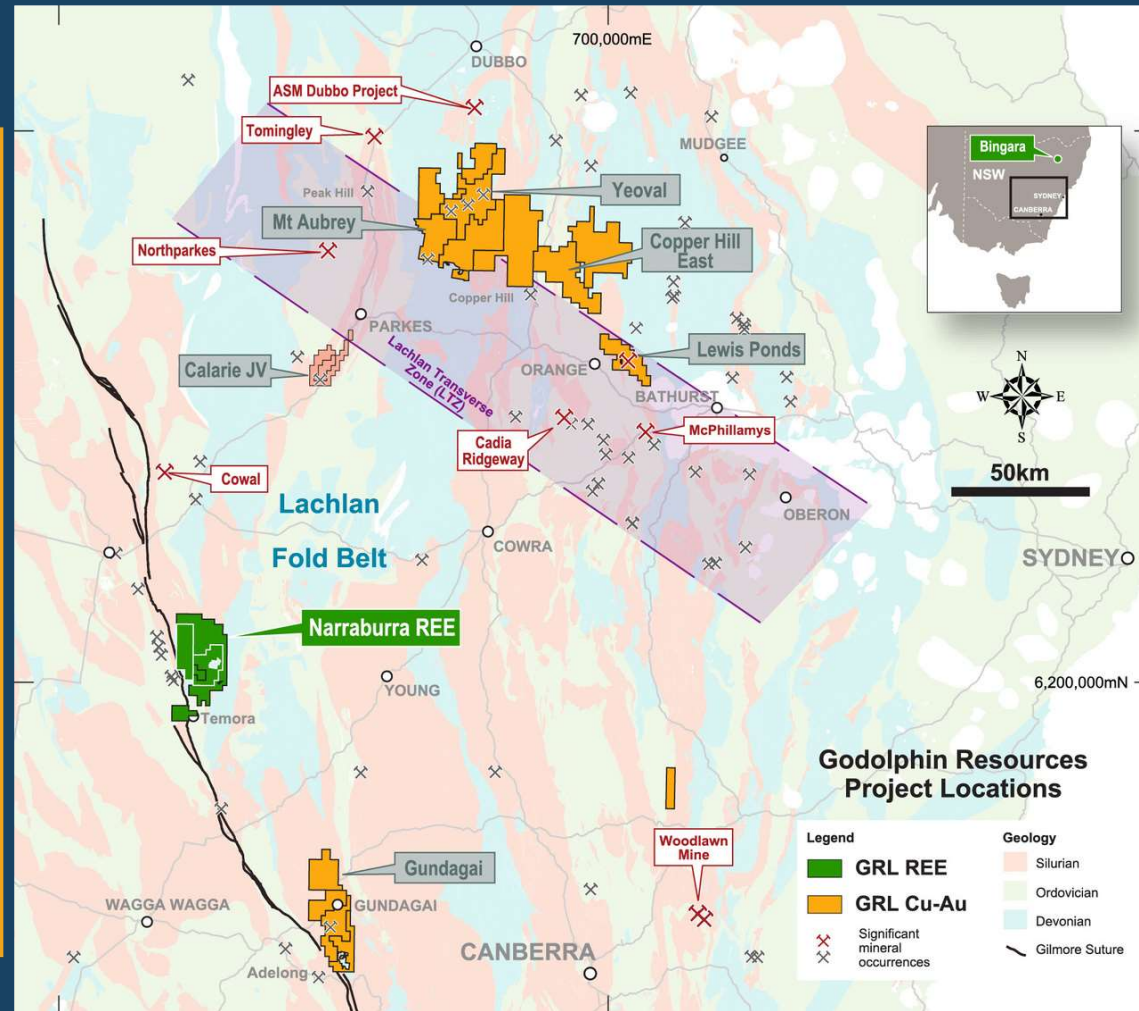 700,000mE
DUBBO
ASM Dubbo Project
Tomingley
MUDGEE
Bingara
NSW
SYDNEY
CANBERRA
Peak Hill
Yeoval
Mt Aubrey
Northparkes
Copper Hill
East
Copper Hill
PARKES
Lachlan Transverse
Zone (LTZ)
Calarie JV
ORANGE
Lewis Ponds
BATHURST
N
W
E
S
Cadia
Ridgeway
McPhillamys
50km
Cowal
OBERON
Lachlan
Fold Belt
COWRA
SYDNEY
Narraburra REE
YOUNG
6,200,000mN
Temora
Godolphin Resources
Project Locations
Legend
GRL REE
GRL Cu-Au
Significant
mineral
occurrences
Geology
Silurian
Ordovician
Devonian
Gilmore Suture
Woodlawn
Mine
Gundagai
WAGGA WAGGA
GUNDAGAI
CANBERRA
Adelong